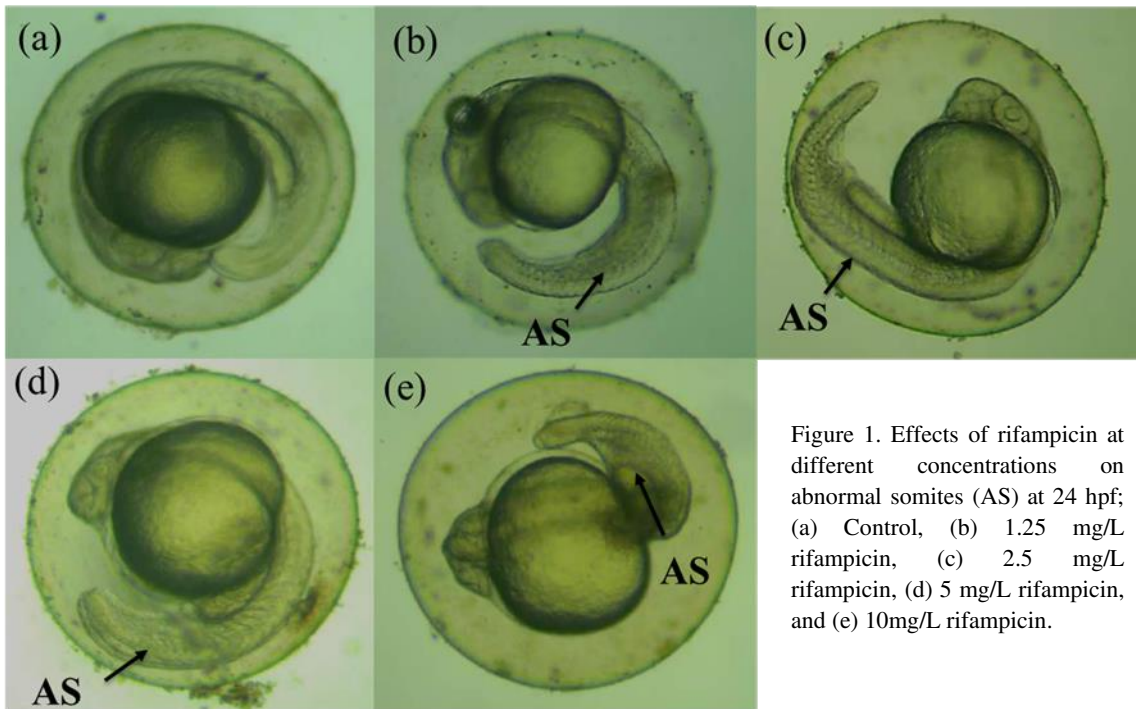 (a)
(b)
(c)
AS
AS
(d)
(e)
AS
AS
Figure 1. Effects of rifampicin at
different concentrations on
abnormal somites (AS) at 24 hpf;
(a) Control, (b) 1.25 mg/L
rifampicin, (c) 2.5 mg/L
rifampicin, (d) 5 mg/L rifampicin,
and (e) 10mg/L rifampicin.